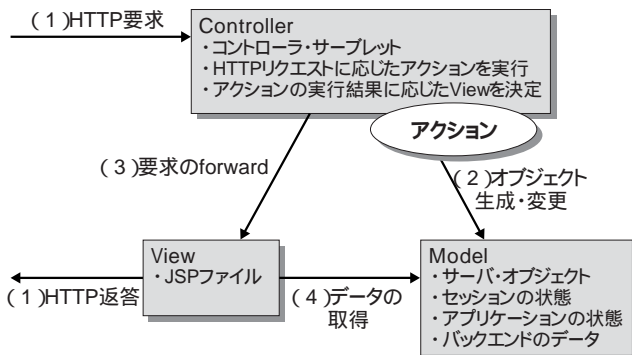 (1)HTTP要求
Controller
・コントローラ・サーブレット
・HTTPリクエストに応じたアクションを実行
・アクションの実行結果に応じたViewを決定
アクション
(3)要求のforward
(2)オブジェクト
生成・変更
View
・JSPファイル
(1)HTTP返答
(4)データの
取得
Model
・サーバ・オブジェクト
・セッションの状態
・アプリケーションの状態
・バックエンドのデータ